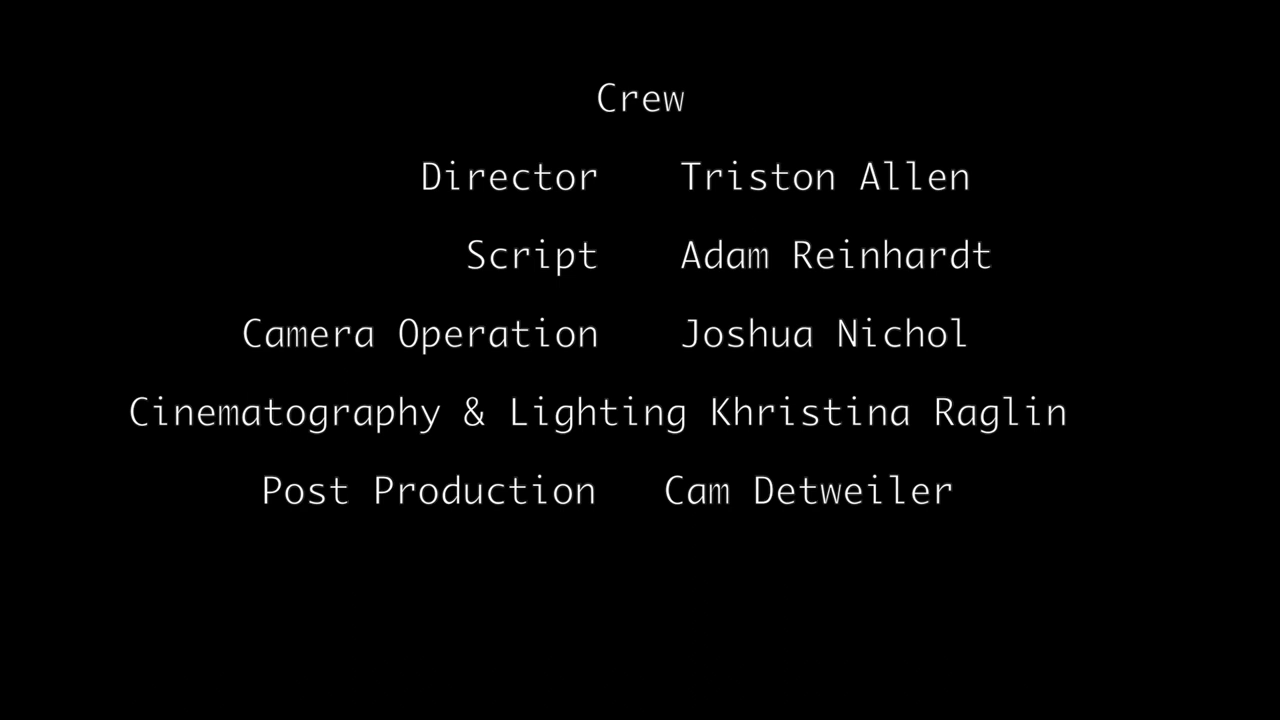 Crew
Director Triston Allen
Script Adam Reinhardt
Camera Operation Joshua Nichol
Cinematography & Lighting Khristina Raglin
Post Production Cam Detweiler